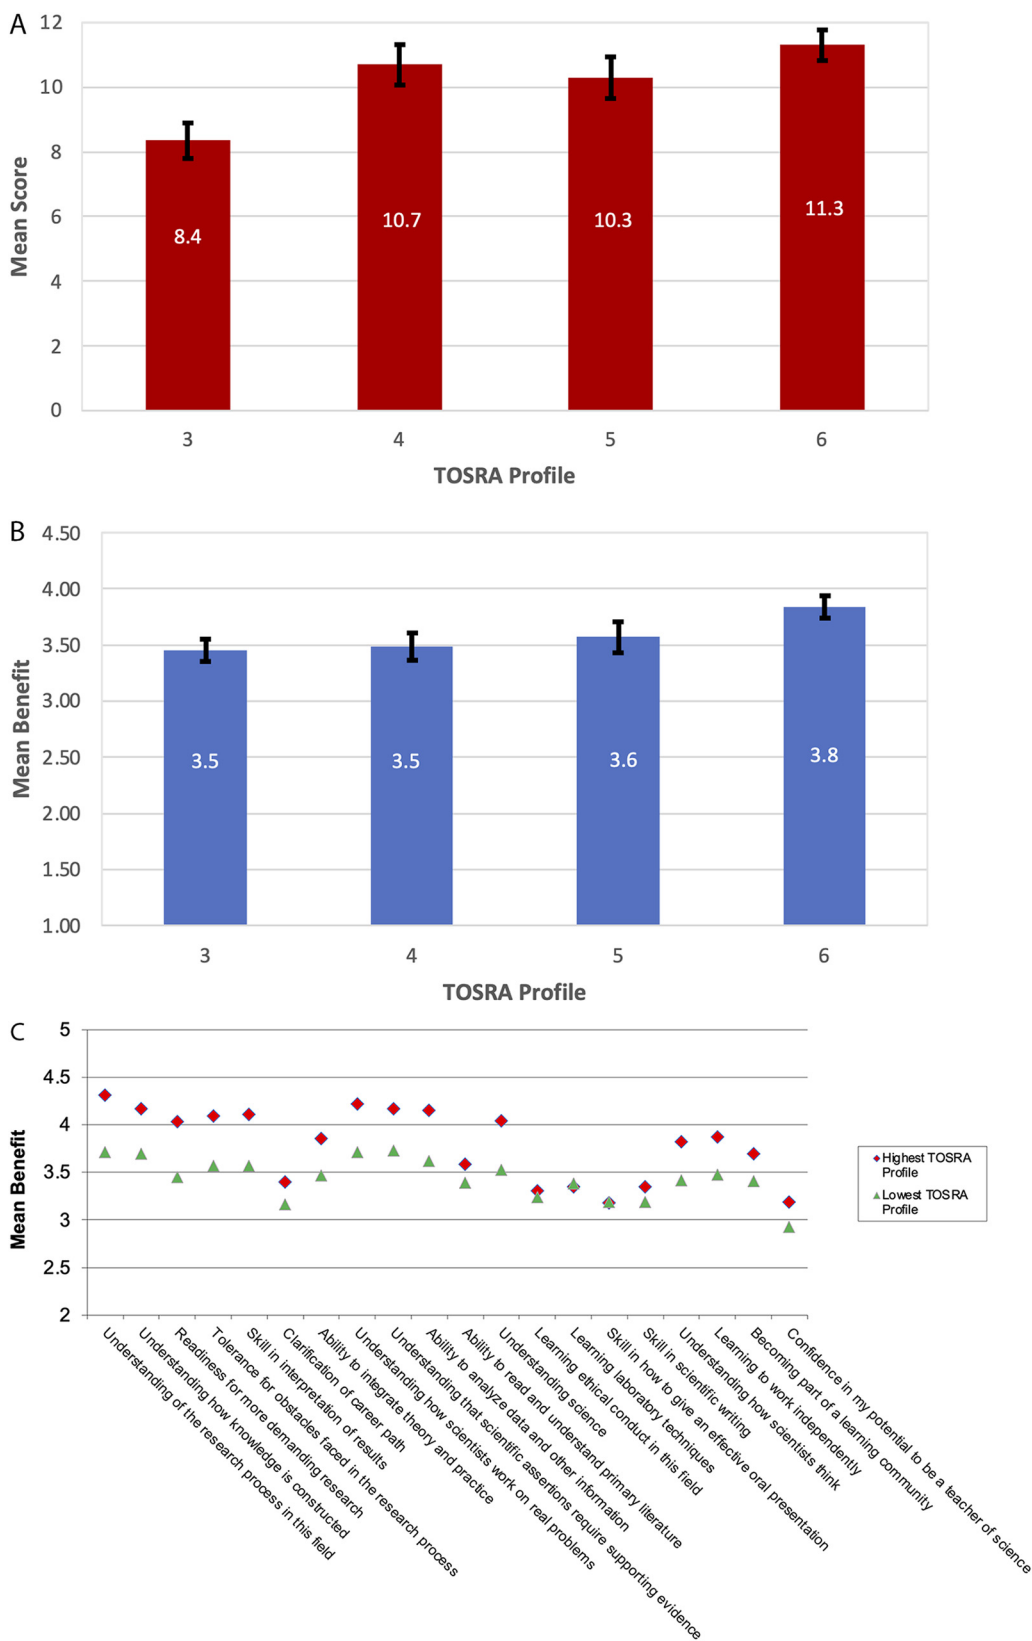 A
12
10
8
6
4
2
0
Mean Score
8.4
10.7
10.3
11.3
3
4
5
6
TOSRA Profile
B
4.50
4.00
3.50
3.00
2.50
2.00
1.50
1.00
Mean Benefit
3.5
3.5
3.6
3.8
3
4
5
6
TOSRA Profile
C
5
4.5
4
3.5
3
2.5
2
Mean Benefit
Highest TOSRA
Profile
Lowest TOSRA
Profile
Understanding of the research process in this field
Understanding how knowledge is constructed
Readiness for more demanding research
Tolerance for obstacles faced in the research process
Skill in interpretation of results
Clarification of career path
Ability to integrate theory and practice
Understanding how scientists work on real problems
Understanding that scientific assertions require supporting evidence
Ability to analyze data and other information
Ability to read and understand primary literature
Understanding science
Learning ethical conduct in this field
Learning laboratory techniques
Skill in how to give an effective oral presentation
Skill in scientific writing
Understanding how scientists think
Learning to work independently
Becoming part of a learning community
Confidence in my potential to be a teacher of science